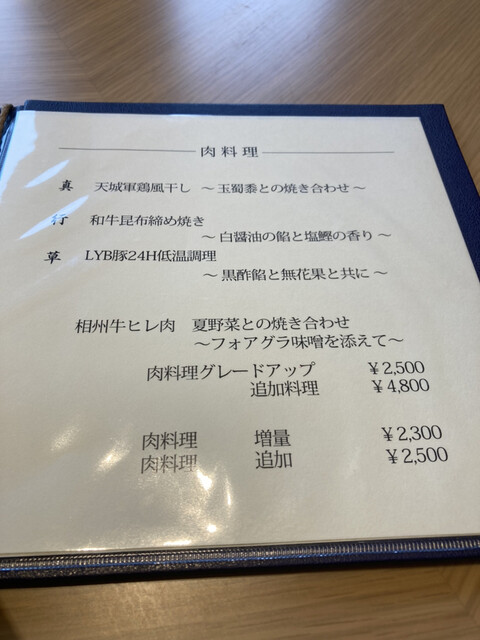 肉料理
真 天城軍鶏風干し ～玉蜀黍との焼き合わせ～
行 和牛昆布締め焼き
～白醤油の餡と塩鰹の香り～
草 LYB豚24H低温調理
～黒酢餡と無花果と共に～
相州牛ヒレ肉 夏野菜との焼き合わせ
～フォアグラ味噌を添えて～
肉料理グレードアップ ￥2,500
追加料理 ￥4,800
肉料理 増量 ￥2,300
肉料理 追加 ￥2,500